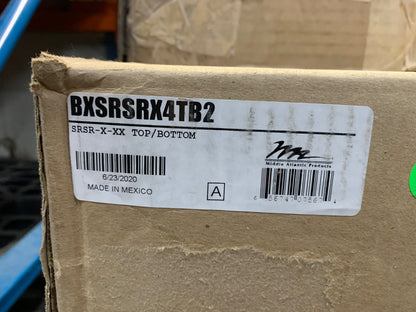 BXSRSRX4TB2
SRSR-X-XX TOP/BOTTOM
Middle Atlantic Products
6/23/2020
MADE IN MEXICO
A